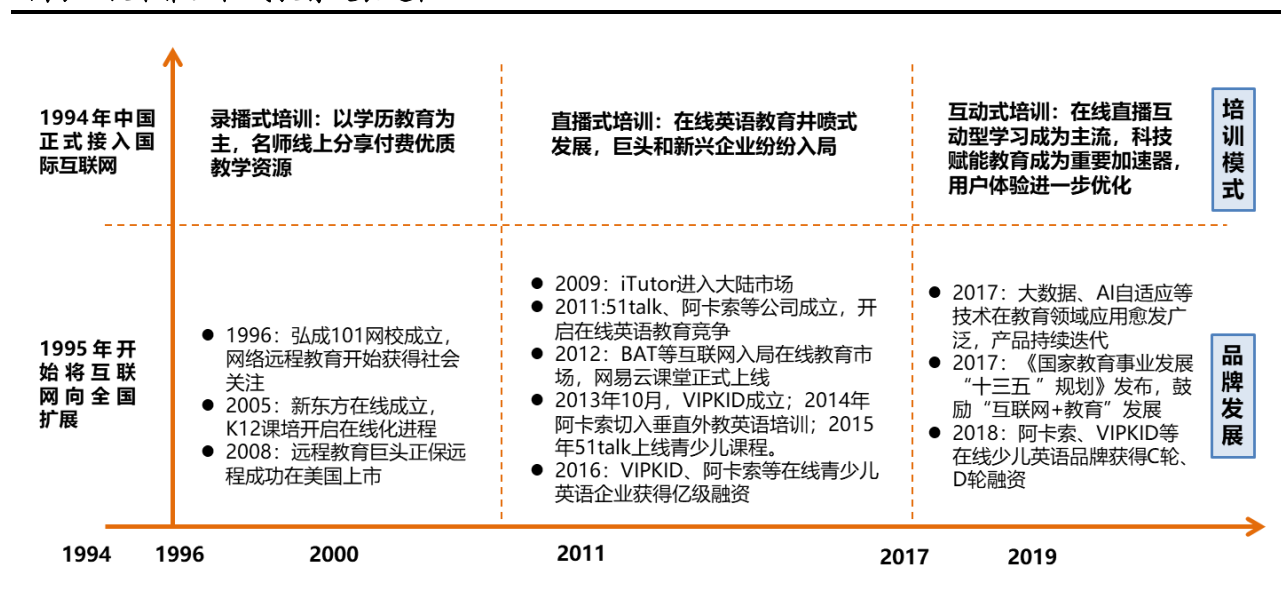 1994年中国
正式接入国
际互联网
录播式培训：以学历教育为
主，名师线上分享付费优质
教学资源
直播式培训：在线英语教育井喷式
发展，巨头和新兴企业纷纷入局
互动式培训：在线直播互
动型学习成为主流，科技
赋能教育成为重要加速器，
用户体验进一步优化
培
训
模
式
1995年开
始将互联
网向全国
扩展
● 1996：弘成101网校成立，
网络远程教育开始获得社会
关注
● 2005：新东方在线成立，
K12课培开启在线化进程
● 2008：远程教育巨头正保远
程成功在美国上市
● 2009：iTutor进入大陆市场
● 2011:51talk、阿卡索等公司成立，开
启在线英语教育竞争
● 2012：BAT等互联网入局在线教育市
场，网易云课堂正式上线
● 2013年10月，VIPKID成立；2014年
阿卡索切入垂直外教英语培训；2015
年51talk上线青少儿课程。
● 2016：VIPKID、阿卡索等在线青少儿
英语企业获得亿级融资
● 2017：大数据、AI自适应等
技术在教育领域应用愈发广
泛，产品持续迭代
● 2017：《国家教育事业发展
“十三五”规划》发布，鼓
励“互联网+教育”发展
● 2018：阿卡索、VIPKID等
在线少儿英语品牌获得C轮、
D轮融资
品
牌
发
展
1994 1996 2000 2011 2017 2019